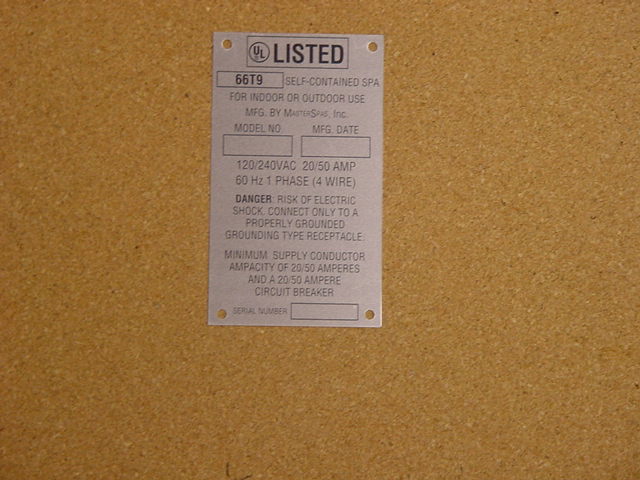 UL LISTED
66T9 SELF-CONTAINED SPA
FOR INDOOR OR OUTDOOR USE
MFG. BY MASTERSPAS, INC.
MODEL NO MFG. DATE
120/240VAC 20/50 AMP
60 Hz 1 PHASE (4 WIRE)
DANGER: RISK OF ELECTRIC
SHOCK. CONNECT ONLY TO A
PROPERLY GROUNDED
GROUNDING TYPE RECEPTACLE.
MINIMUM SUPPLY CONDUCTOR
AMPACITY OF 20/50 AMPERES
AND A 20/50 AMPERE
CIRCUIT BREAKER
SERIAL NUMBER